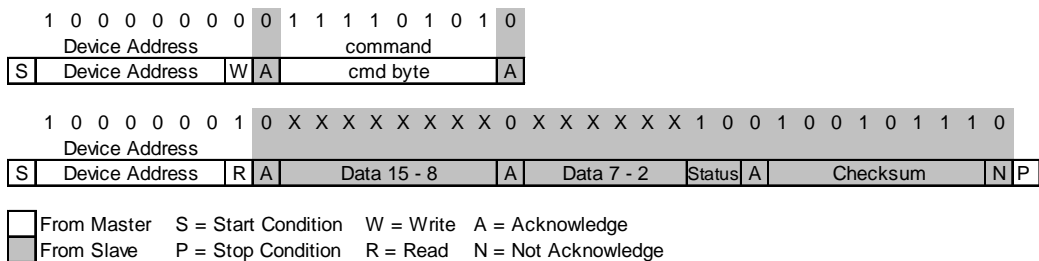 1 0 0 0 0 0 0 0 0 1 1 1 1 0 1 0 1 0
Device Address command
S Device Address W A cmd byte A
1 0 0 0 0 0 0 1 0 X X X X X X X X 0 X X X X X X 1 0 0 1 0 0 1 0 1 1 1 0
Device Address
S Device Address R A Data 15 - 8 A Data 7 - 2 Status A Checksum N P
From Master S = Start Condition W = Write A = Acknowledge
From Slave P = Stop Condition R = Read N = Not Acknowledge